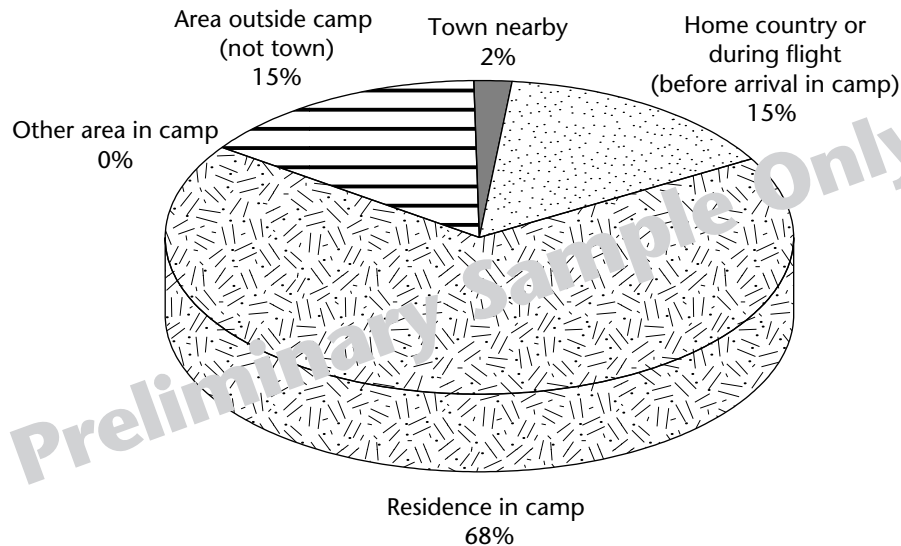 Area outside camp
(not town)
15%
Town nearby
2%
Home country or
during flight
(before arrival in camp)
15%
Other area in camp
0%
Preliminary Sample Only
Residence in camp
68%